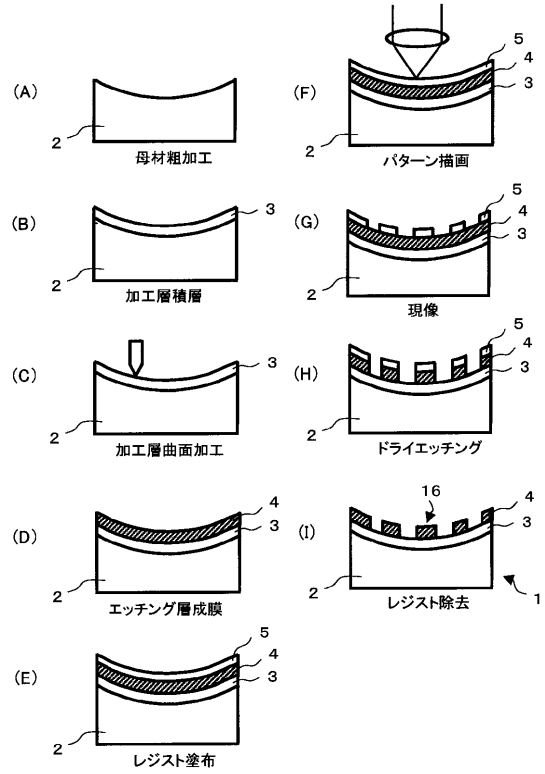 (A)
2
母材粗加工
(B)
3
2
加工層積層
(C)
3
2
加工層曲面加工
(D)
4
3
2
エッチング層成膜
(E)
5
4
3
2
レジスト塗布
(F)
5
4
3
2
パターン描画
(G)
5
4
3
2
現像
(H)
5
4
3
2
ドライエッチング
(I)
16
4
3
2
1
レジスト除去